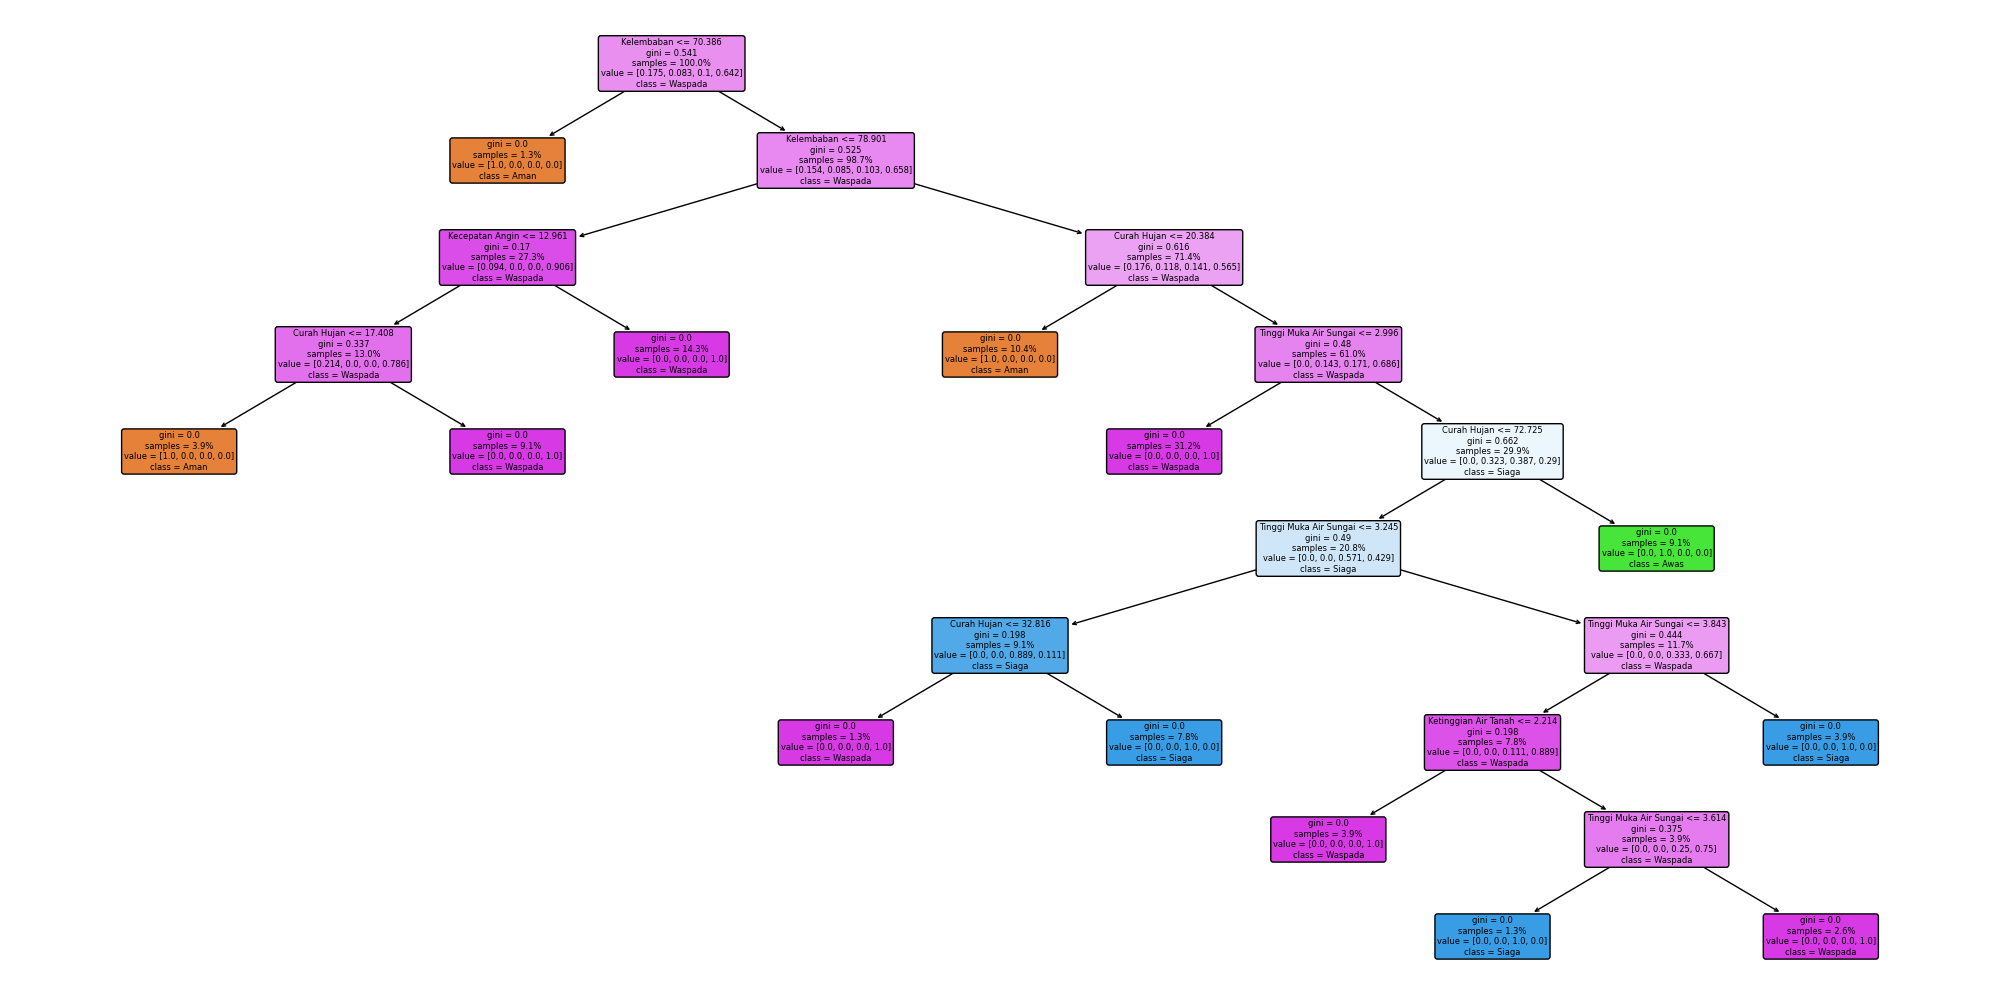 Kelembaban <= 70.386
gini = 0.541
samples = 100.0%
value = [0.175, 0.083, 0.1, 0.642]
class = Waspada
gini = 0.0
samples = 1.3%
value = [1.0, 0.0, 0.0, 0.0]
class = Aman
Kelembaban <= 78.901
gini = 0.525
samples = 98.7%
value = [0.154, 0.085, 0.103, 0.658]
class = Waspada
Kecepatan Angin <= 12.961
gini = 0.17
samples = 27.3%
value = [0.094, 0.0, 0.0, 0.906]
class = Waspada
Curah Hujan <= 20.384
gini = 0.616
samples = 71.4%
value = [0.176, 0.118, 0.141, 0.565]
class = Waspada
Curah Hujan <= 17.408
gini = 0.337
samples = 13.0%
value = [0.214, 0.0, 0.0, 0.786]
class = Waspada
gini = 0.0
samples = 14.3%
value = [0.0, 0.0, 0.0, 1.0]
class = Waspada
gini = 0.0
samples = 10.4%
value = [1.0, 0.0, 0.0, 0.0]
class = Aman
Tinggi Muka Air Sungai <= 2.996
gini = 0.48
samples = 61.0%
value = [0.0, 0.143, 0.171, 0.686]
class = Waspada
gini = 0.0
samples = 3.9%
value = [1.0, 0.0, 0.0, 0.0]
class = Aman
gini = 0.0
samples = 9.1%
value = [0.0, 0.0, 0.0, 1.0]
class = Waspada
gini = 0.0
samples = 31.2%
value = [0.0, 0.0, 0.0, 1.0]
class = Waspada
Curah Hujan <= 72.725
gini = 0.662
samples = 29.9%
value = [0.0, 0.323, 0.387, 0.29]
class = Siaga
Tinggi Muka Air Sungai <= 3.245
gini = 0.49
samples = 20.8%
value = [0.0, 0.0, 0.571, 0.429]
class = Siaga
gini = 0.0
samples = 9.1%
value = [0.0, 1.0, 0.0, 0.0]
class = Awas
Curah Hujan <= 32.816
gini = 0.198
samples = 9.1%
value = [0.0, 0.0, 0.889, 0.111]
class = Siaga
Tinggi Muka Air Sungai <= 3.843
gini = 0.444
samples = 11.7%
value = [0.0, 0.0, 0.333, 0.667]
class = Waspada
gini = 0.0
samples = 1.3%
value = [0.0, 0.0, 0.0, 1.0]
class = Waspada
gini = 0.0
samples = 7.8%
value = [0.0, 0.0, 1.0, 0.0]
class = Siaga
Ketinggian Air Tanah <= 2.214
gini = 0.198
samples = 7.8%
value = [0.0, 0.0, 0.111, 0.889]
class = Waspada
gini = 0.0
samples = 3.9%
value = [0.0, 0.0, 1.0, 0.0]
class = Siaga
gini = 0.0
samples = 3.9%
value = [0.0, 0.0, 0.0, 1.0]
class = Waspada
Tinggi Muka Air Sungai <= 3.614
gini = 0.375
samples = 3.9%
value = [0.0, 0.0, 0.25, 0.75]
class = Waspada
gini = 0.0
samples = 1.3%
value = [0.0, 0.0, 1.0, 0.0]
class = Siaga
gini = 0.0
samples = 2.6%
value = [0.0, 0.0, 0.0, 1.0]
class = Waspada